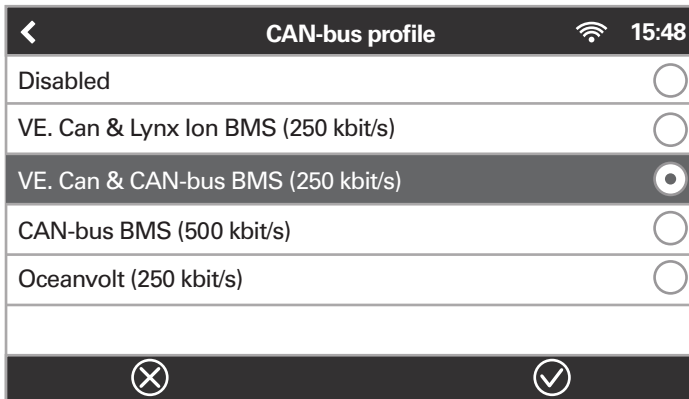 CAN-bus profile 15:48
Disabled
VE. Can & Lynx Ion BMS (250 kbit/s)
VE. Can & CAN-bus BMS (250 kbit/s)
CAN-bus BMS (500 kbit/s)
Oceanvolt (250 kbit/s)